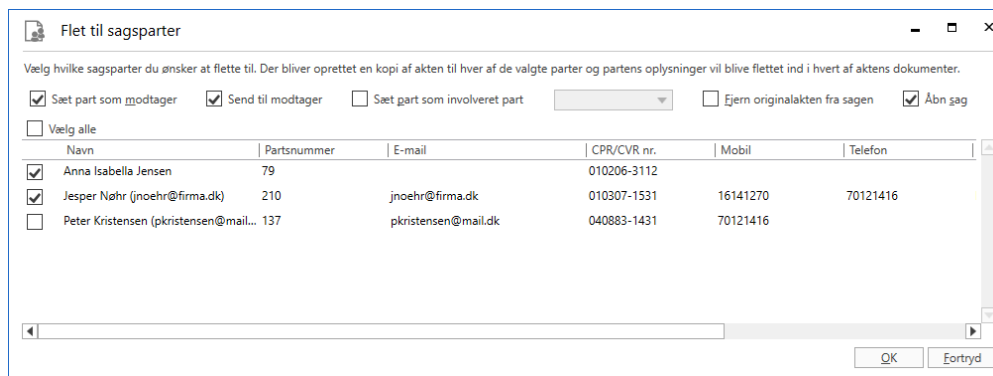 Flet til sagsparter
Vælg hvilke sagsparter du ønsker at flette til. Der bliver oprettet en kopi af akten til hver af de valgte parter og partens oplysninger vil blive flettet ind i hvert af aktens dokumenter.
Sæt part som modtager Send til modtager Sæt part som involveret part Fjern originalakten fra sagen Åbn sag
Vælg alle
Navn Partsnummer E-mail CPR/CVR nr. Mobil Telefon
Anna Isabella Jensen 79 010206-3112
Jesper Nøhr (jnoehr@firma.dk) 210 jnoehr@firma.dk 010307-1531 16141270 70121416
Peter Kristensen (pkristensen@mail... 137 pkristensen@mail.dk 040883-1431 70121416
OK Fortryd